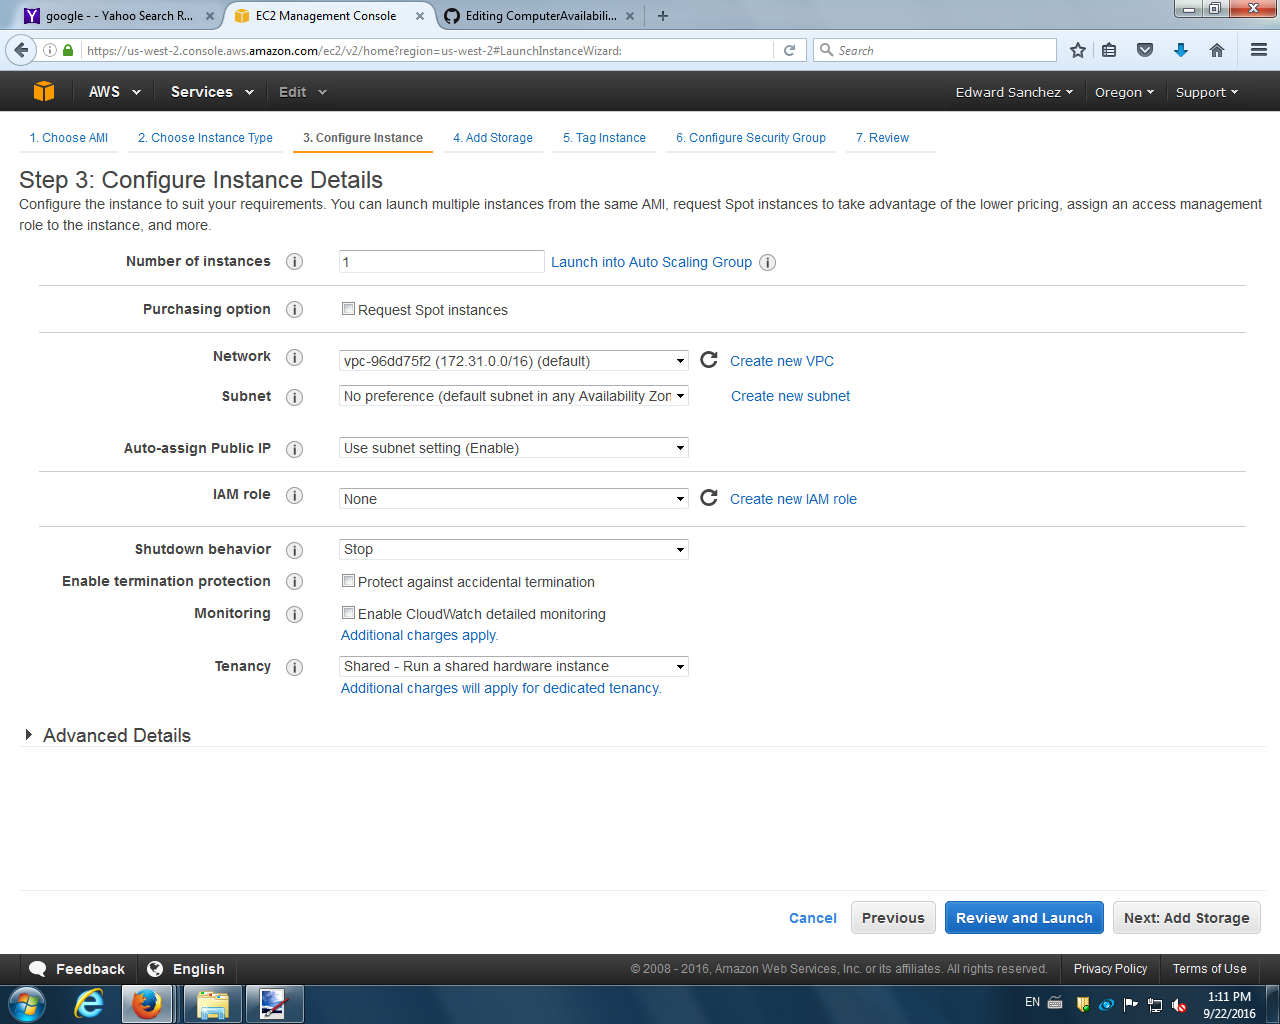 google - - Yahoo Search R...
EC2 Management Console
Editing ComputerAvailabili...
https://us-west-2.console.aws.amazon.com/ec2/v2/home?region=us-west-2#LaunchInstanceWizard:
Search
AWS
Services
Edit
Edward Sanchez
Oregon
Support
1. Choose AMI
2. Choose Instance Type
3. Configure Instance
4. Add Storage
5. Tag Instance
6. Configure Security Group
7. Review
Step 3: Configure Instance Details
Configure the instance to suit your requirements. You can launch multiple instances from the same AMI, request Spot instances to take advantage of the lower pricing, assign an access management
role to the instance, and more.
Number of instances
1
Launch into Auto Scaling Group
Purchasing option
Request Spot instances
Network
vpc-96dd75f2 (172.31.0.0/16) (default)
Create new VPC
Subnet
No preference (default subnet in any Availability Zon
Create new subnet
Auto-assign Public IP
Use subnet setting (Enable)
IAM role
None
Create new IAM role
Shutdown behavior
Stop
Enable termination protection
Protect against accidental termination
Monitoring
Enable CloudWatch detailed monitoring
Additional charges apply.
Tenancy
Shared - Run a shared hardware instance
Additional charges will apply for dedicated tenancy.
Advanced Details
Cancel
Previous
Review and Launch
Next: Add Storage
Feedback
English
© 2008 - 2016, Amazon Web Services, Inc. or its affiliates. All rights reserved.
Privacy Policy
Terms of Use
EN
1:11 PM
9/22/2016